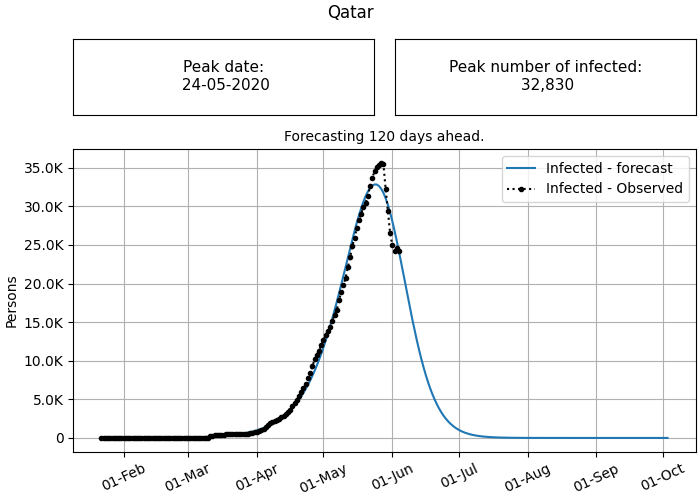 Qatar
Peak date:
24-05-2020
Peak number of infected:
32,830
Forecasting 120 days ahead.
Infected - forecast
Infected - Observed
Persons
35.0K
30.0K
25.0K
20.0K
15.0K
10.0K
5.0K
0
01-Feb
01-Mar
01-Apr
01-May
01-Jun
01-Jul
01-Aug
01-Sep
01-Oct